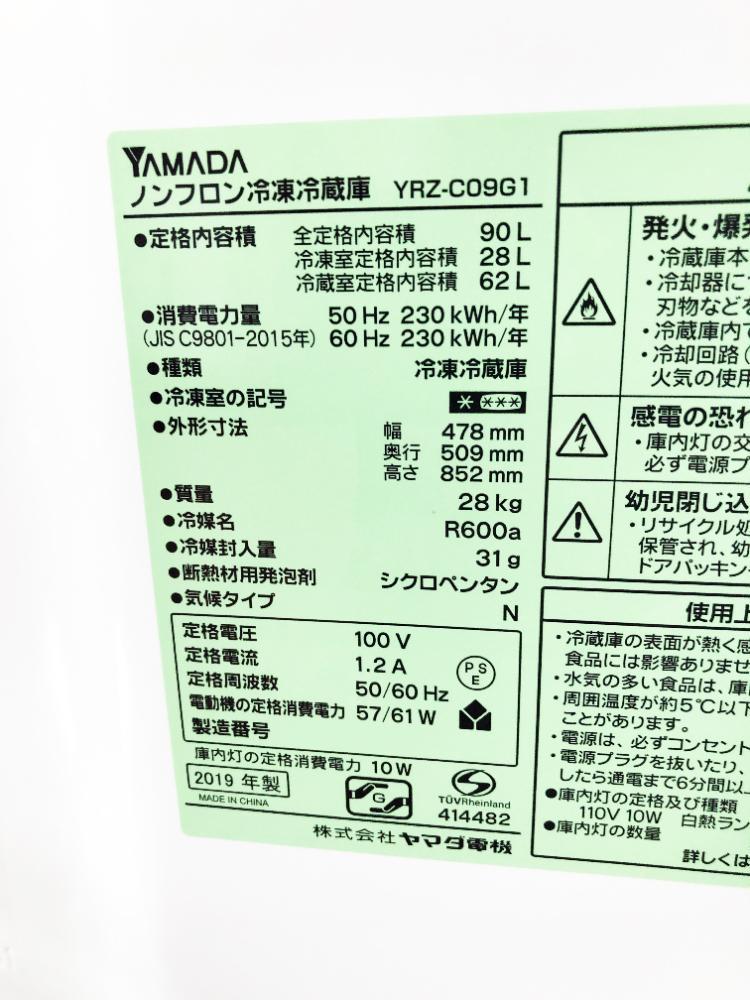 YAMADA
ノンフロン冷凍冷蔵庫 YRZ-C09G1
●定格内容積 全定格内容積 90 L
冷凍室定格内容積 28 L
冷蔵室定格内容積 62 L
●消費電力量 50 Hz 230 kWh/年
(JIS C9801-2015年) 60 Hz 230 kWh/年
●種類 冷凍冷蔵庫
●冷凍室の記号
●外形寸法 幅 478 mm
奥行 509 mm
高さ 852 mm
●質量 28 kg
●冷媒名 R600a
●冷媒封入量 31 g
●断熱材用発泡剤 シクロペンタン
●気候タイプ N
定格電圧 100 V
定格電流 1.2 A
定格周波数 50/60 Hz
電動機の定格消費電力 57/61 W
製造番号
PS
E
庫内灯の定格消費電力 10W
2019 年製
MADE IN CHINA
G
TÜVRheinland
414482
株式会社 ヤマダ電機
発火・爆発
・冷蔵庫本
・冷却器に
刃物などを
・冷蔵庫内で
・冷却回路(
火気の使用
感電の恐れ
・庫内灯の交
必ず電源プ
幼児閉じ込
・リサイクル処
保管され、幼
ドアパッキン
使用上
・冷蔵庫の表面が熱く感
食品には影響ありませ
・水気の多い食品は、庫
・周囲温度が約5℃以下
ことがあります。
・電源は、必ずコンセント
・電源プラグを抜いたり、
したら通電まで6分間以上
●庫内灯の定格及び種類
110V 10W 白熱ラン
●庫内灯の数量
詳しくは